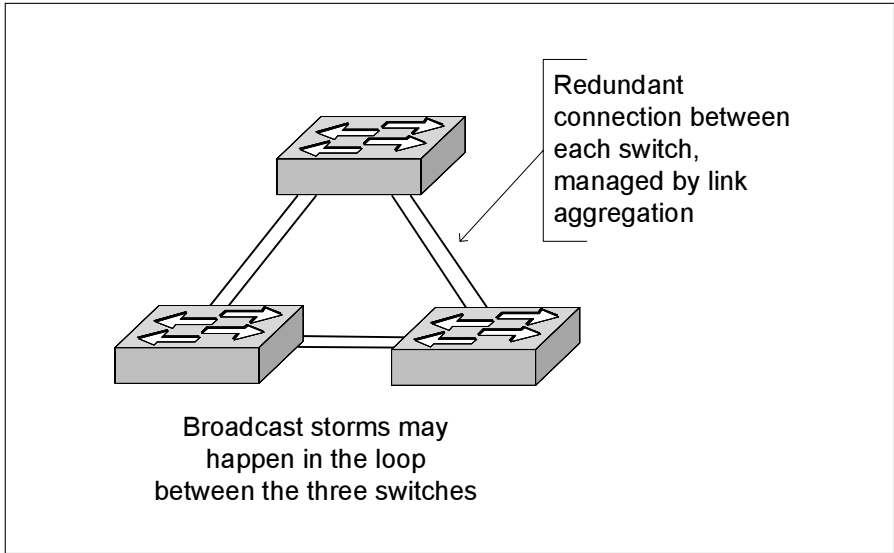 Redundant
connection between
each switch,
managed by link
aggregation
Broadcast storms may
happen in the loop
between the three switches